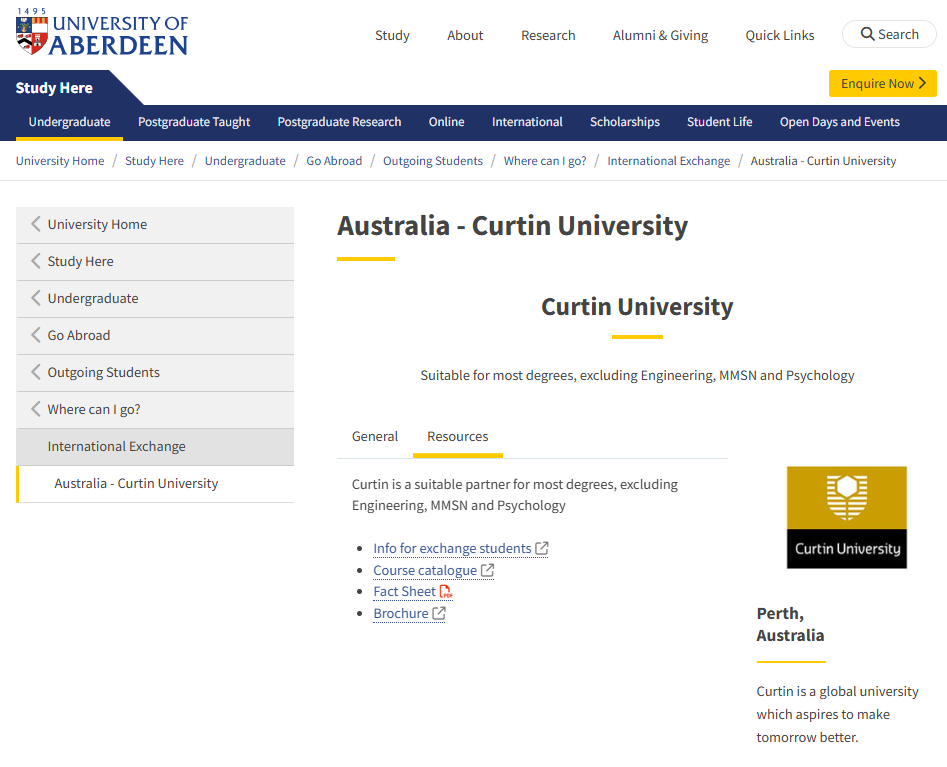 1495
UNIVERSITY OF
ABERDEEN
Study About Research Alumni & Giving Quick Links Search
Study Here
Enquire Now
Undergraduate Postgraduate Taught Postgraduate Research Online International Scholarships Student Life Open Days and Events
University Home / Study Here / Undergraduate / Go Abroad / Outgoing Students / Where can I go? / International Exchange / Australia - Curtin University
University Home
Study Here
Undergraduate
Go Abroad
Outgoing Students
Where can I go?
International Exchange
Australia - Curtin University
Australia - Curtin University
Curtin University
Suitable for most degrees, excluding Engineering, MMSN and Psychology
General Resources
Curtin is a suitable partner for most degrees, excluding
Engineering, MMSN and Psychology
Info for exchange students
Course catalogue
Fact Sheet PDF
Brochure
Curtin University
Perth,
Australia
Curtin is a global university
which aspires to make
tomorrow better.